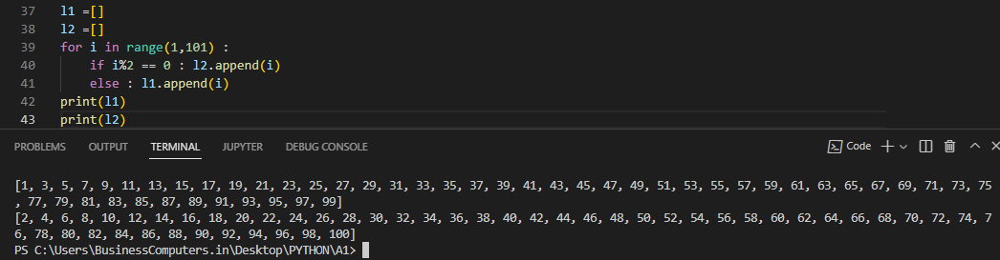 37 l1 =[]
38 l2 =[]
39 for i in range(1,101) :
40     if i%2 == 0 : l2.append(i)
41     else : l1.append(i)
42 print(l1)
43 print(l2)
PROBLEMS OUTPUT TERMINAL JUPYTER DEBUG CONSOLE Code
[1, 3, 5, 7, 9, 11, 13, 15, 17, 19, 21, 23, 25, 27, 29, 31, 33, 35, 37, 39, 41, 43, 45, 47, 49, 51, 53, 55, 57, 59, 61, 63, 65, 67, 69, 71, 73, 75
, 77, 79, 81, 83, 85, 87, 89, 91, 93, 95, 97, 99]
[2, 4, 6, 8, 10, 12, 14, 16, 18, 20, 22, 24, 26, 28, 30, 32, 34, 36, 38, 40, 42, 44, 46, 48, 50, 52, 54, 56, 58, 60, 62, 64, 66, 68, 70, 72, 74, 7
6, 78, 80, 82, 84, 86, 88, 90, 92, 94, 96, 98, 100]
PS C:\Users\BusinessComputers.in\Desktop\PYTHON\A1>